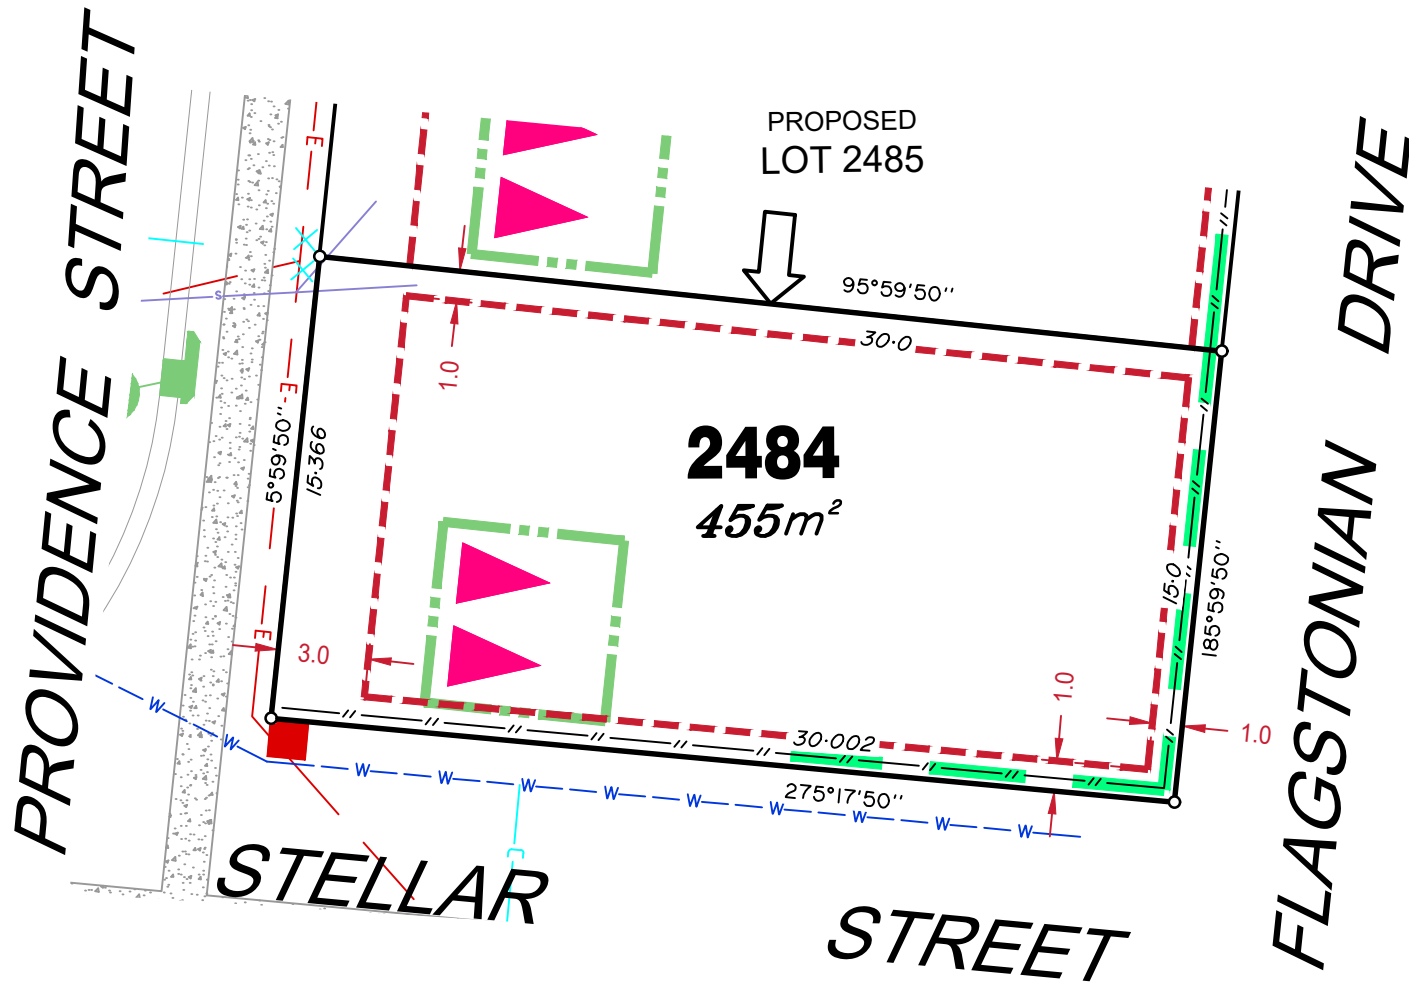 PROVIDENCE STREET
PROPOSED
LOT 2485
FLAGSTONIAN DRIVE
E
S
95°59'50''
30·0
1.0
E
5°59'50''
15·366
2484
455m²
15·0
185°59'50''
E
3.0
1.0
1.0
30·002
275°17'50''
W W W W W W W W W W W
C
STELLAR STREET